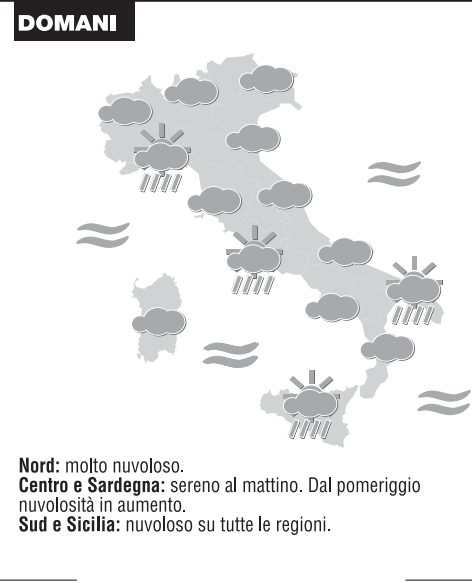 DOMANI
Nord: molto nuvoloso.
Centro e Sardegna: sereno al mattino. Dal pomeriggio
nuvolosità in aumento.
Sud e Sicilia: nuvoloso su tutte le regioni.